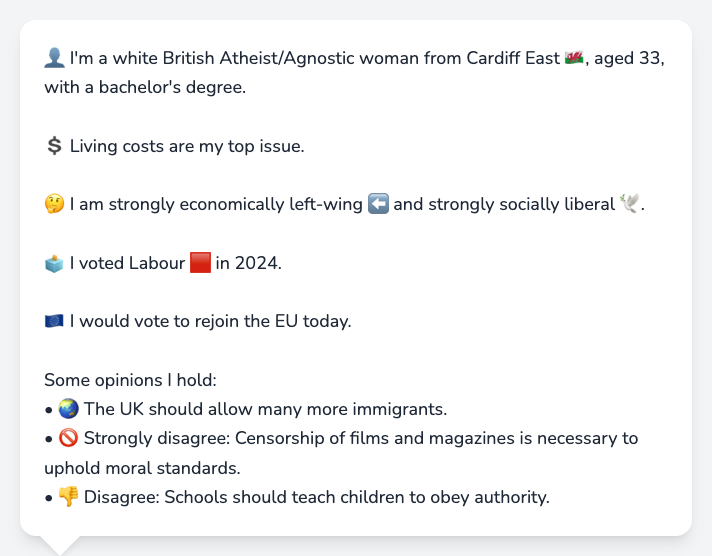 👤 I'm a white British Atheist/Agnostic woman from Cardiff East 🏴󠁧󠁢󠁷󠁬󠁳󠁿, aged 33,
with a bachelor's degree.
💲 Living costs are my top issue.
🤔 I am strongly economically left-wing ⬅️ and strongly socially liberal 🕊️.
🗳️ I voted Labour 🟥 in 2024.
🇪🇺 I would vote to rejoin the EU today.
Some opinions I hold:
• 🌏 The UK should allow many more immigrants.
• 🚫 Strongly disagree: Censorship of films and magazines is necessary to
uphold moral standards.
• 👎 Disagree: Schools should teach children to obey authority.